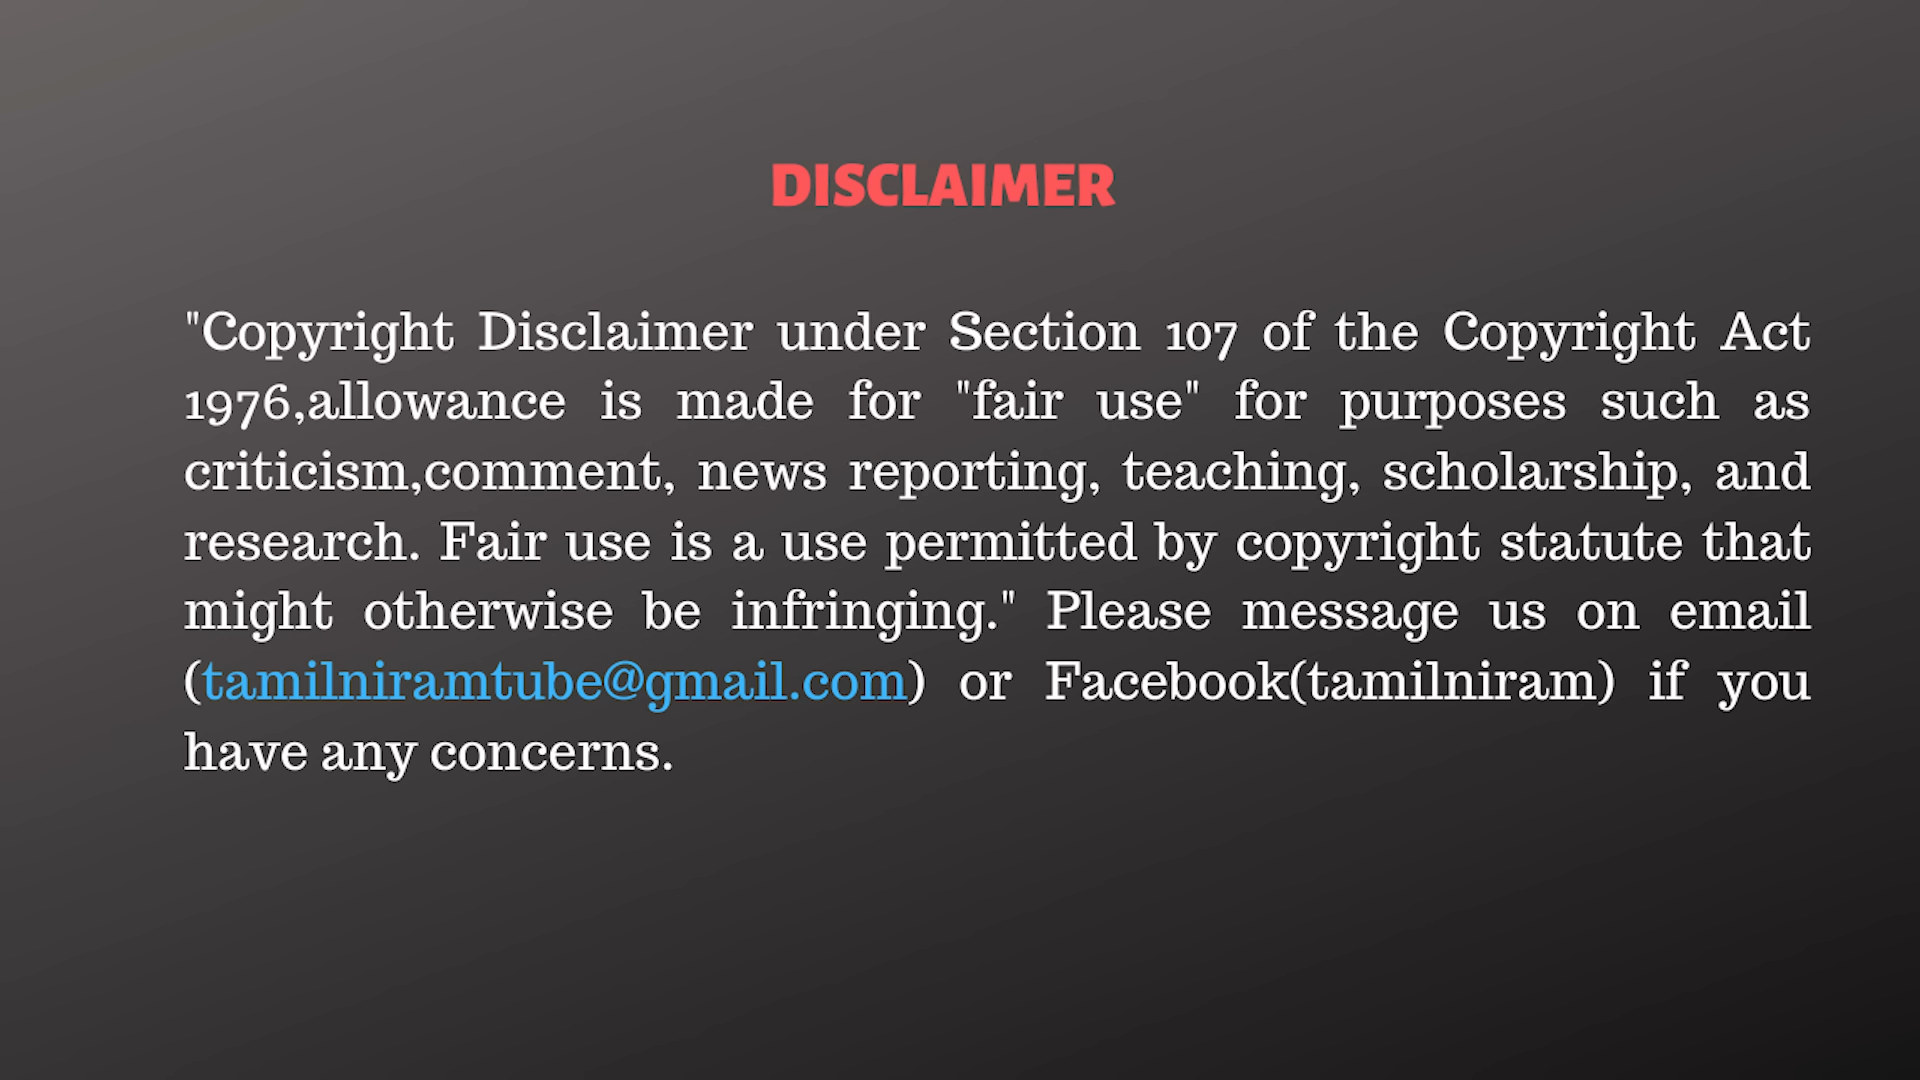 DISCLAIMER
"Copyright Disclaimer under Section 107 of the Copyright Act
1976,allowance is made for "fair use" for purposes such as
criticism,comment, news reporting, teaching, scholarship, and
research. Fair use is a use permitted by copyright statute that
might otherwise be infringing." Please message us on email
(tamilniramtube@gmail.com) or Facebook(tamilniram) if you
have any concerns.